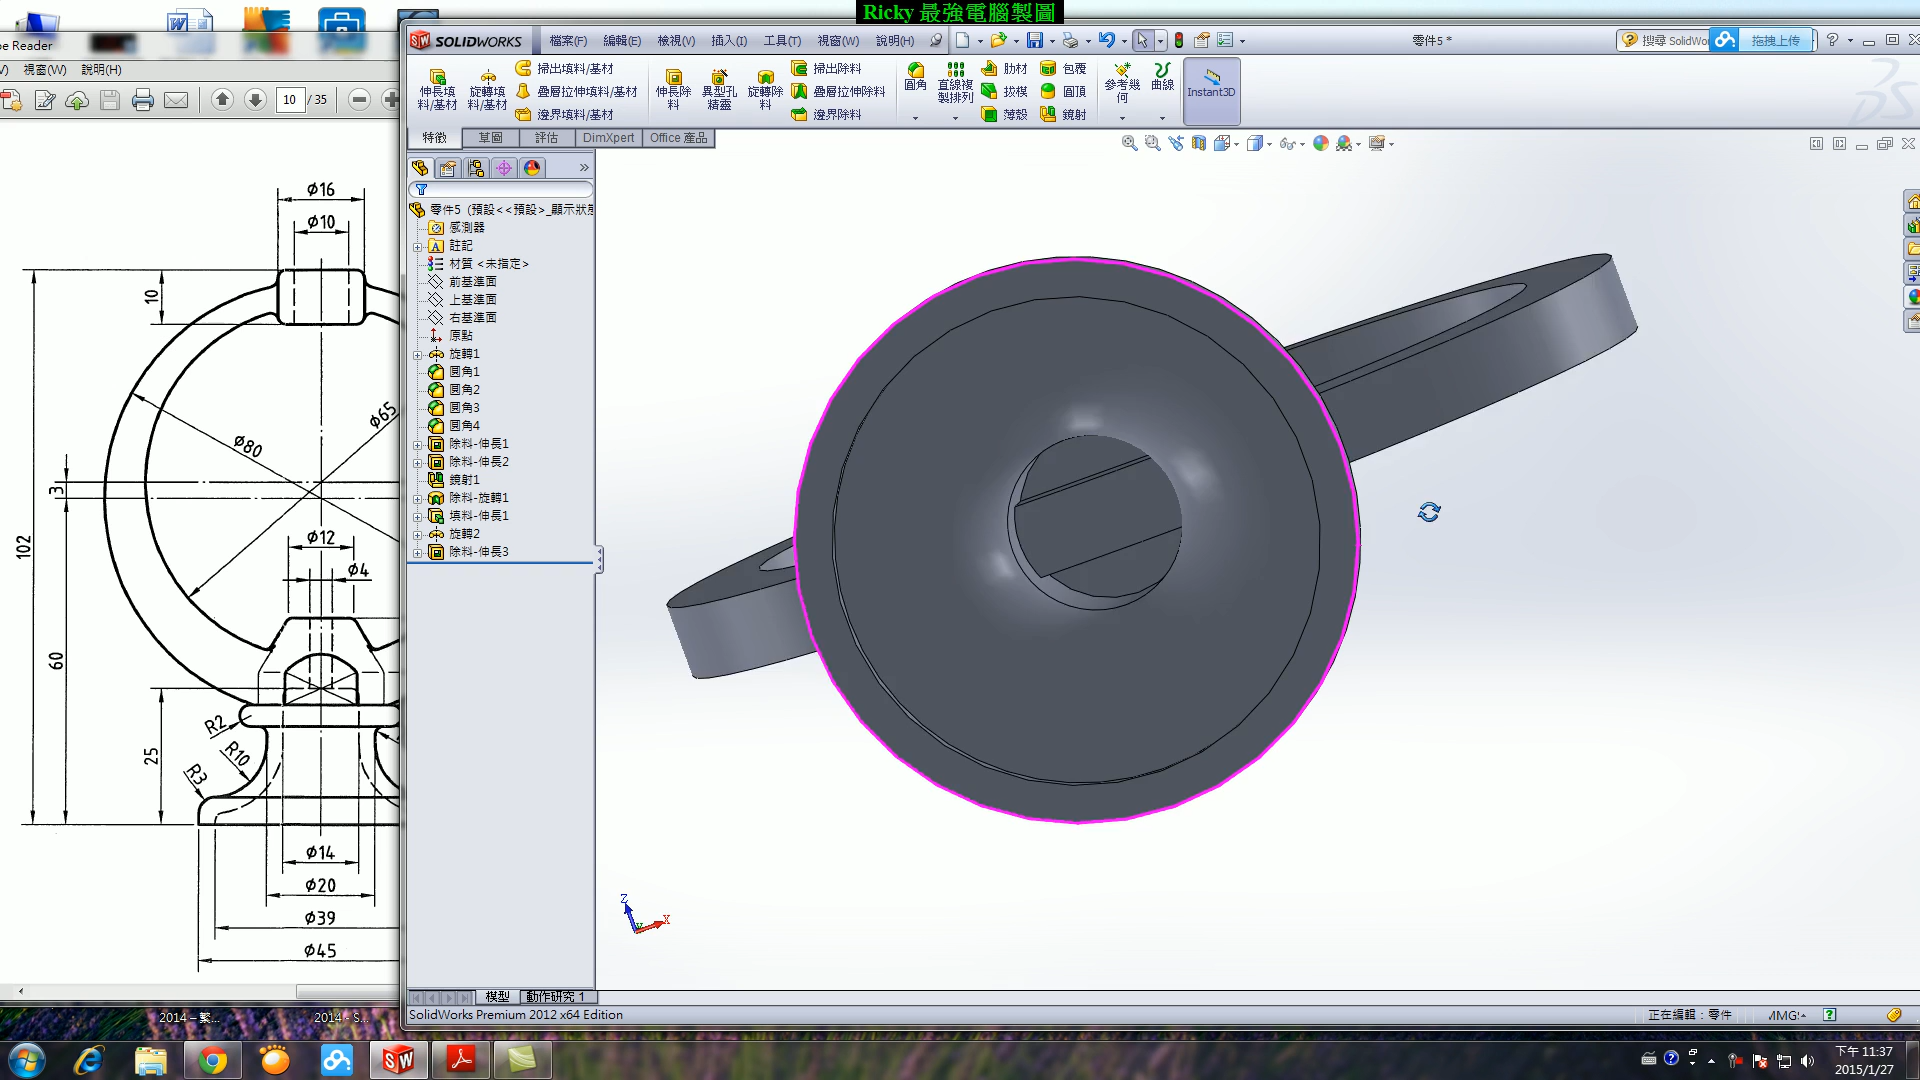 Ricky 最強電腦製圖
be Reader
視窗(W) 說明(H)
10 / 35
SOLIDWORKS
檔案(F) 編輯(E) 檢視(V) 插入(I) 工具(T) 視窗(W) 說明(H)
零件5 *
搜尋 SolidWor
拖拽上传
伸長填料/基材
旋轉填料/基材
掃出填料/基材
疊層拉伸填料/基材
邊界填料/基材
伸長除料
異型孔精靈
旋轉除料
掃出除料
疊層拉伸除料
邊界除料
圓角
直線複製排列
肋材
拔模
薄殼
包覆
圓頂
鏡射
參考幾何
曲線
Instant3D
特徵 草圖 評估 DimXpert Office 產品
零件5 (預設<<預設>_顯示狀態
感測器
註記
材質 <未指定>
前基準面
上基準面
右基準面
原點
旋轉1
圓角1
圓角2
圓角3
圓角4
除料-伸長1
除料-伸長2
鏡射1
除料-旋轉1
填料-伸長1
旋轉2
除料-伸長3
ϕ16
ϕ10
10
ϕ65
ϕ80
3
102
60
ϕ12
ϕ4
R2
R10
R3
25
ϕ14
ϕ20
ϕ39
ϕ45
Z
X
模型 動作研究 1
SolidWorks Premium 2012 x64 Edition
正在編輯 : 零件
2014 – 繁...
2014 - S...
下午 11:37
2015/1/27